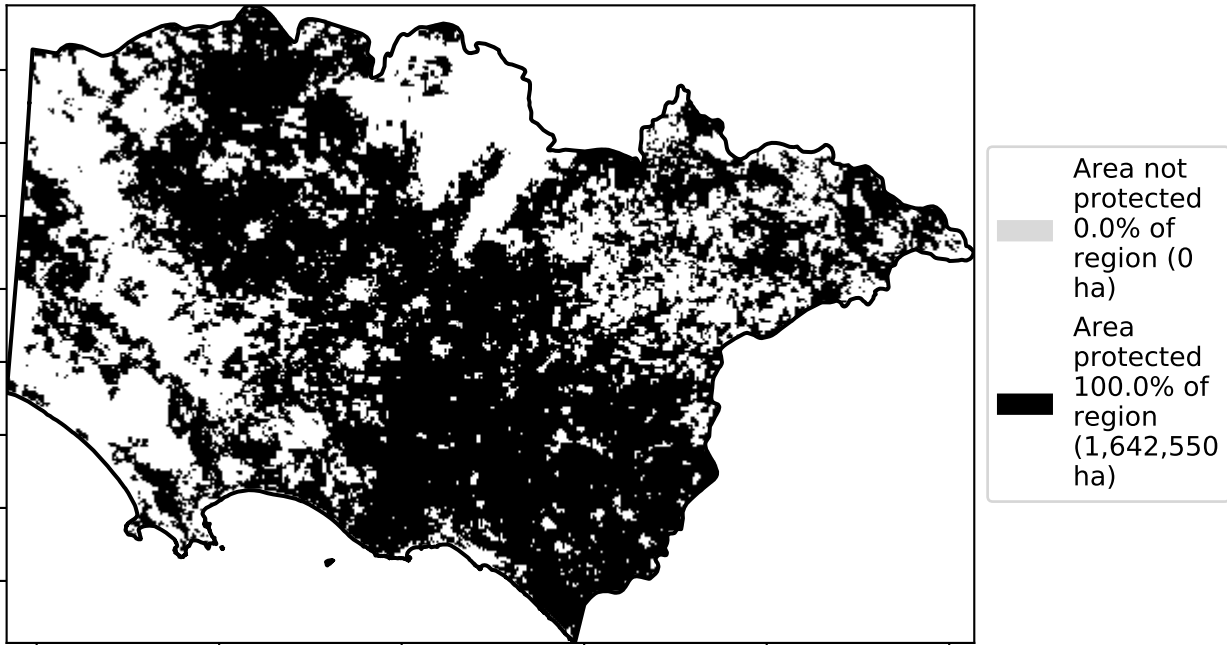 Area not
protected
0.0% of
region (0
ha)
Area
protected
100.0% of
region
(1,642,550
ha)